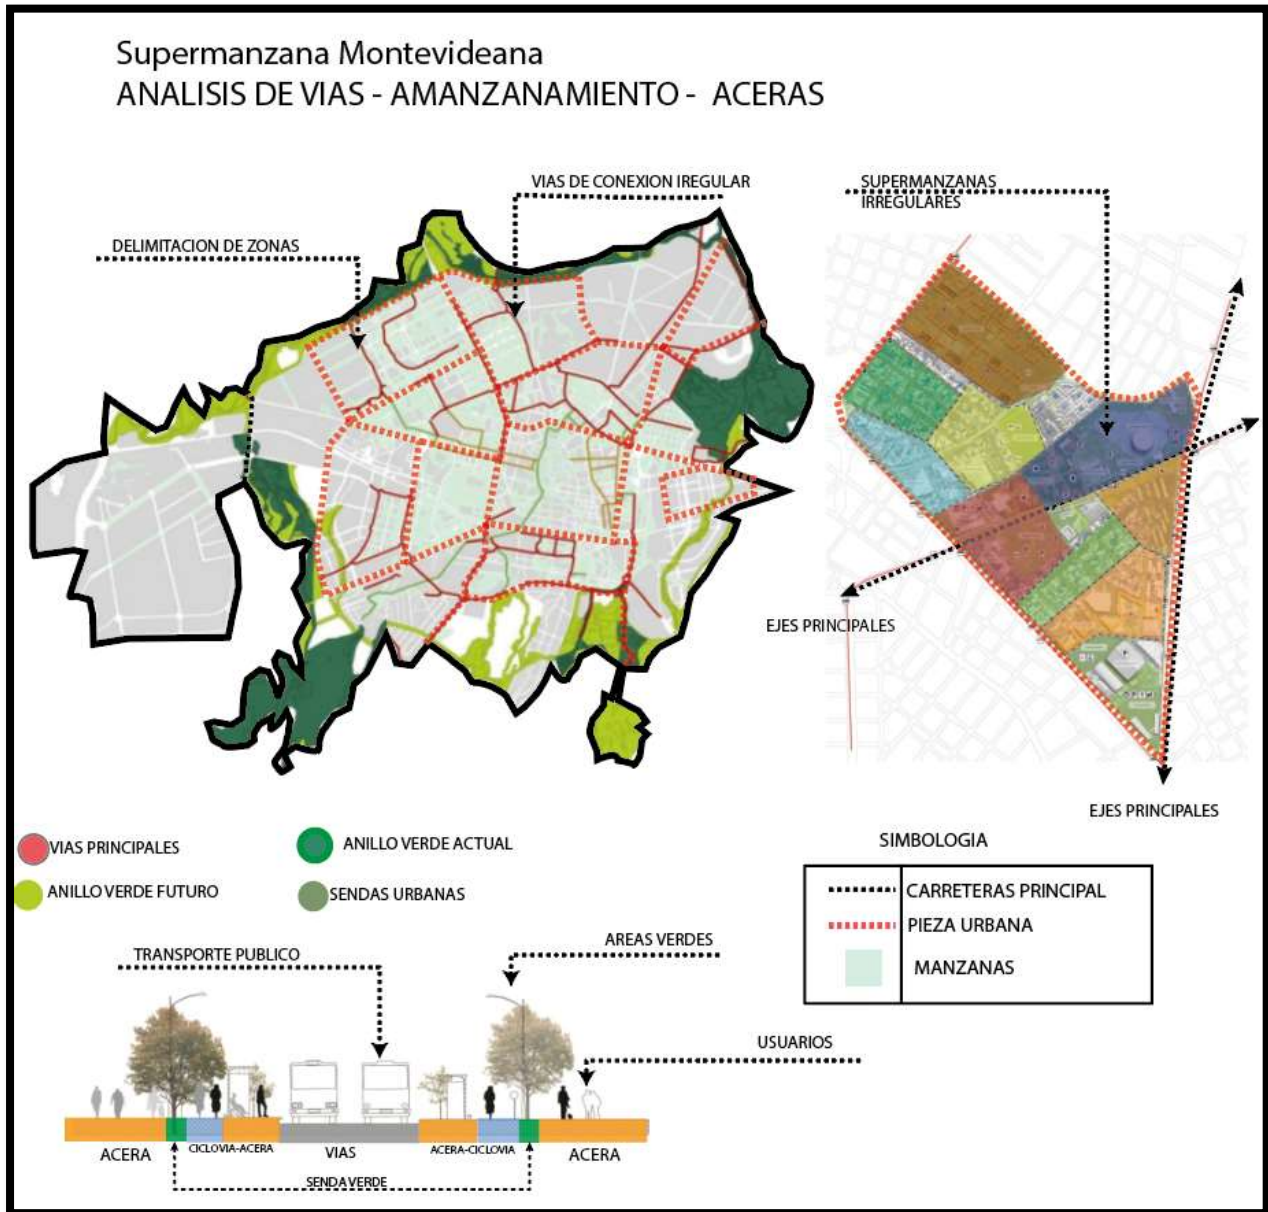 Supermanzana Montevideana
ANALISIS DE VIAS - AMANZANAMIENTO - ACERAS
VIAS DE CONEXION IREGULAR
SUPERMANZANAS
IRREGULARES
DELIMITACION DE ZONAS
EJES PRINCIPALES
EJES PRINCIPALES
VIAS PRINCIPALES
ANILLO VERDE ACTUAL
ANILLO VERDE FUTURO
SENDAS URBANAS
SIMBOLOGIA
CARRETERAS PRINCIPAL
PIEZA URBANA
MANZANAS
TRANSPORTE PUBLICO
AREAS VERDES
USUARIOS
ACERA
CICLOVIA-ACERA
VIAS
ACERA-CICLOVIA
ACERA
SENDA VERDE